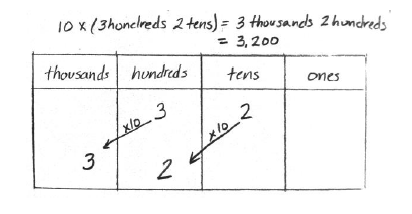 10 x (3 hundreds 2 tens) = 3 thousands 2 hundreds
= 3,200
thousands hundreds tens ones
3 2
x10 x10
3 2